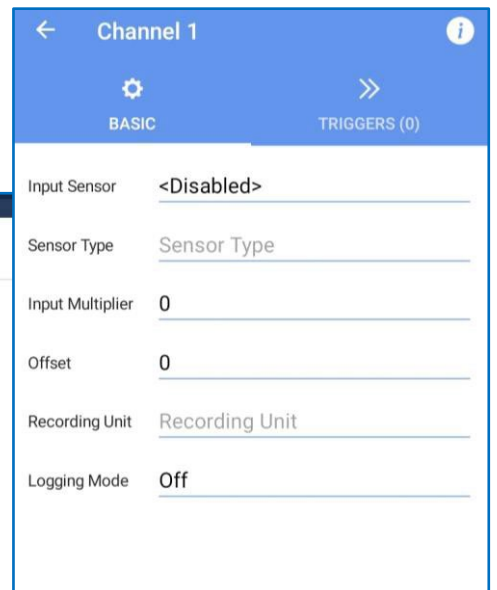 Channel 1
BASIC TRIGGERS (0)
Input Sensor <Disabled>
Sensor Type Sensor Type
Input Multiplier 0
Offset 0
Recording Unit Recording Unit
Logging Mode Off